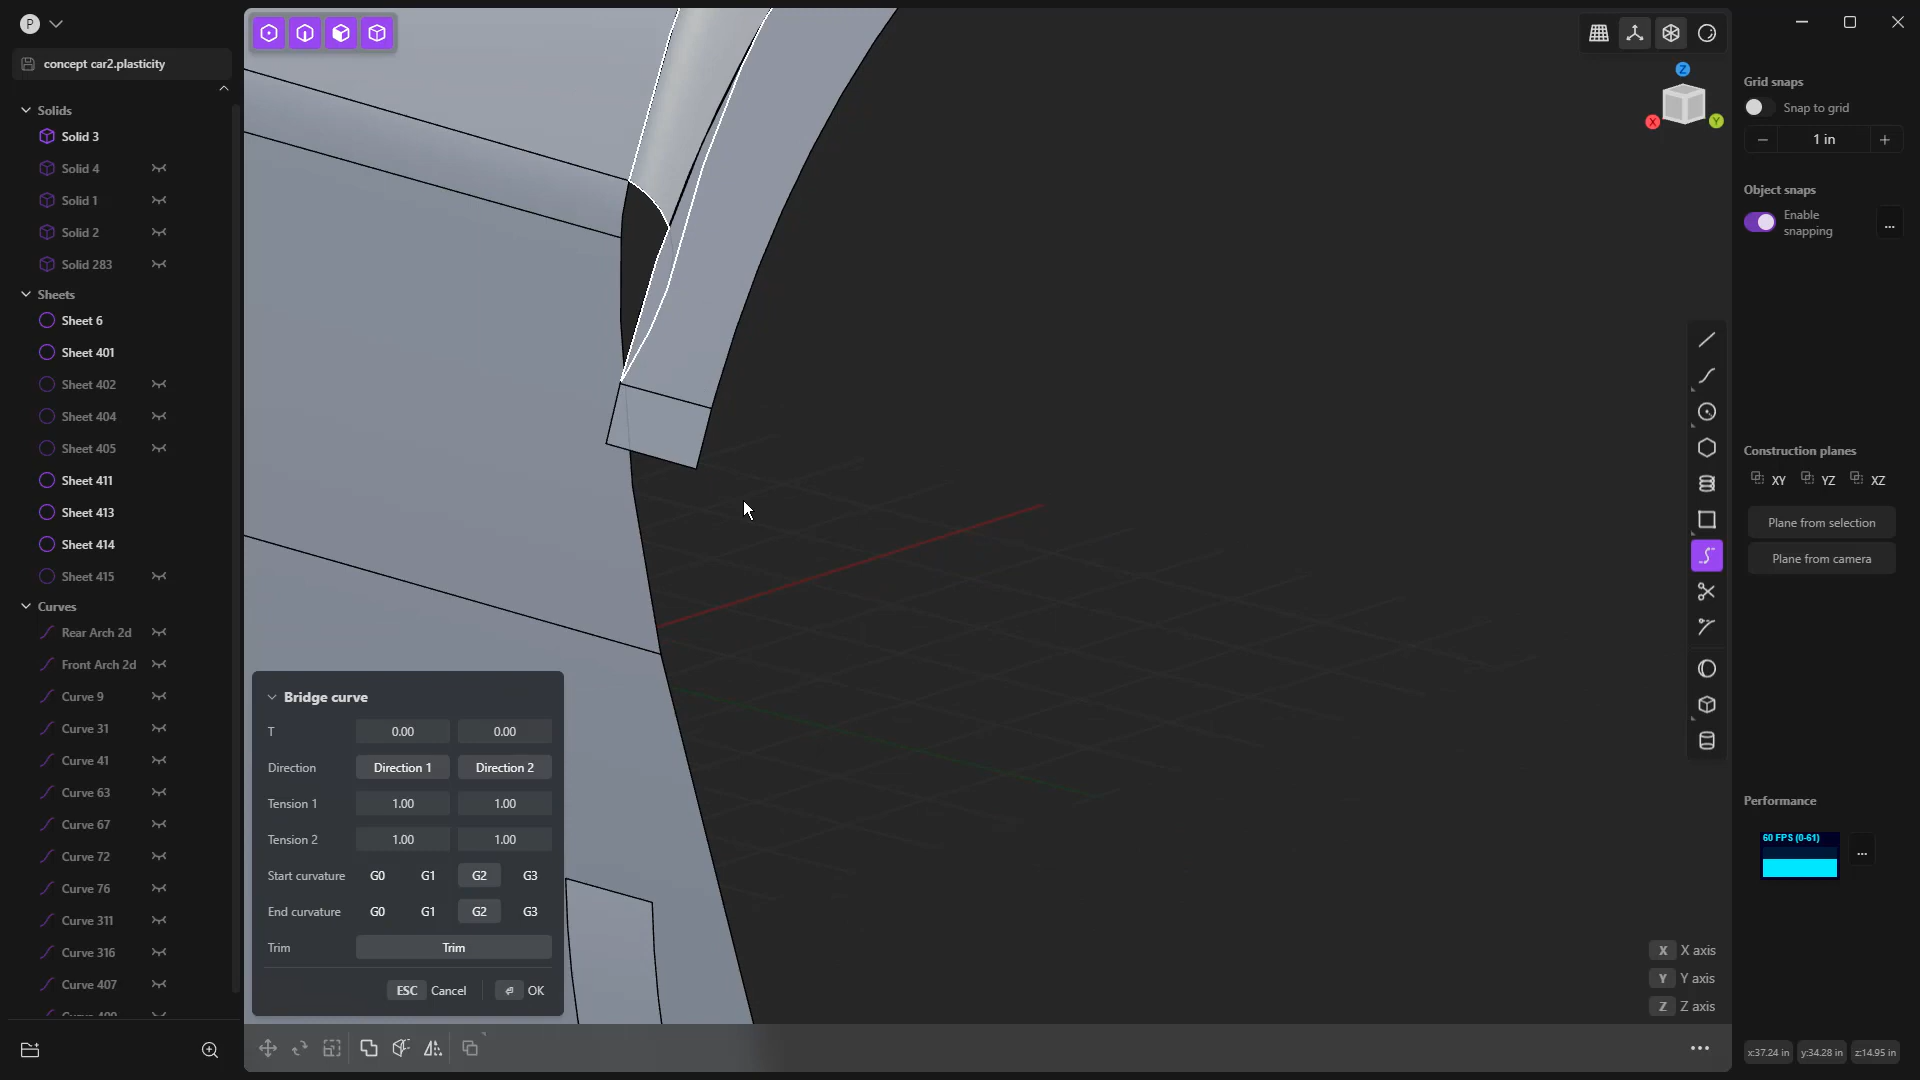 P
concept car2.plasticity
Solids
Solid 3
Solid 4
Solid 1
Solid 2
Solid 283
Sheets
Sheet 6
Sheet 401
Sheet 402
Sheet 404
Sheet 405
Sheet 411
Sheet 413
Sheet 414
Sheet 415
Curves
Rear Arch 2d
Front Arch 2d
Curve 9
Curve 31
Curve 41
Curve 63
Curve 67
Curve 72
Curve 76
Curve 311
Curve 316
Curve 407
Bridge curve
T 0.00 0.00
Direction Direction 1 Direction 2
Tension 1 1.00 1.00
Tension 2 1.00 1.00
Start curvature G0 G1 G2 G3
End curvature G0 G1 G2 G3
Trim Trim
ESC Cancel OK
Z
X Y
X X axis
Y Y axis
Z Z axis
Grid snaps
Snap to grid
1 in
Object snaps
Enable
snapping
...
Construction planes
XY YZ XZ
Plane from selection
Plane from camera
Performance
60 FPS (0-61)
...
x:37.24 in y:34.28 in z:14.95 in